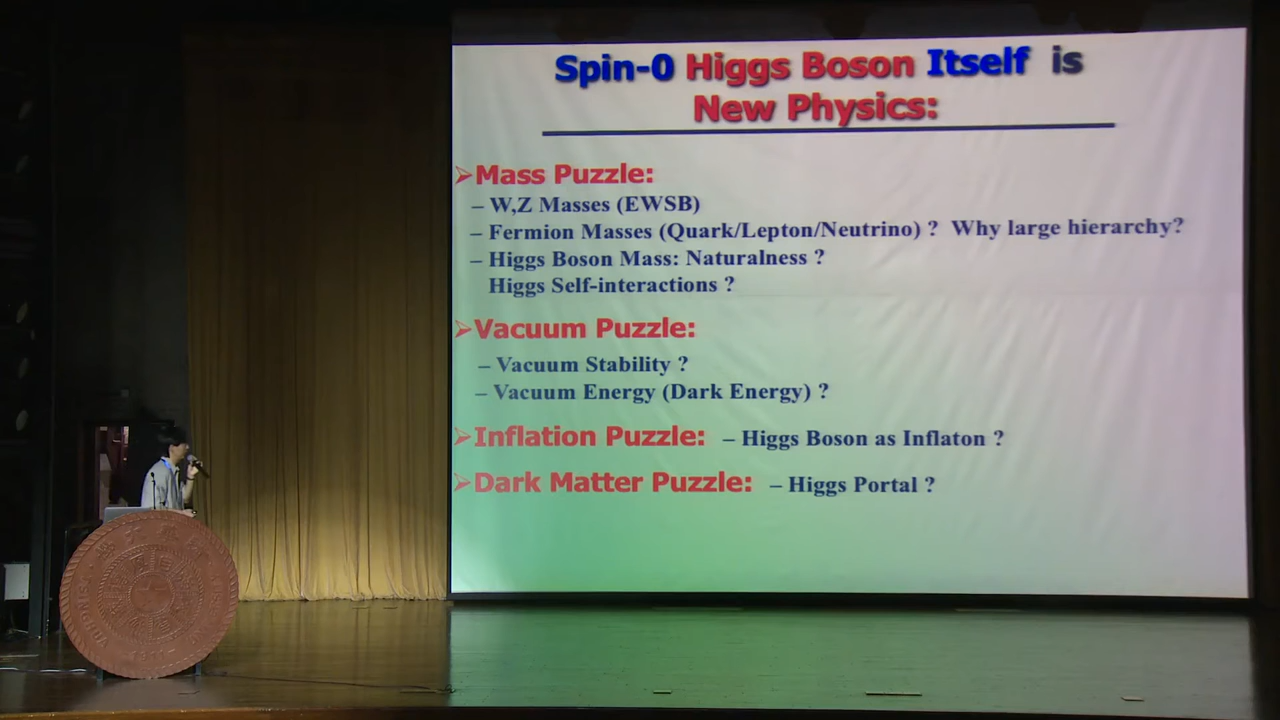 Spin-0 Higgs Boson Itself is
New Physics:
➢Mass Puzzle:
– W,Z Masses (EWSB)
– Fermion Masses (Quark/Lepton/Neutrino) ? Why large hierarchy?
– Higgs Boson Mass: Naturalness ?
Higgs Self-interactions ?
➢Vacuum Puzzle:
– Vacuum Stability ?
– Vacuum Energy (Dark Energy) ?
➢Inflation Puzzle: – Higgs Boson as Inflaton ?
➢Dark Matter Puzzle: – Higgs Portal ?
-1911-